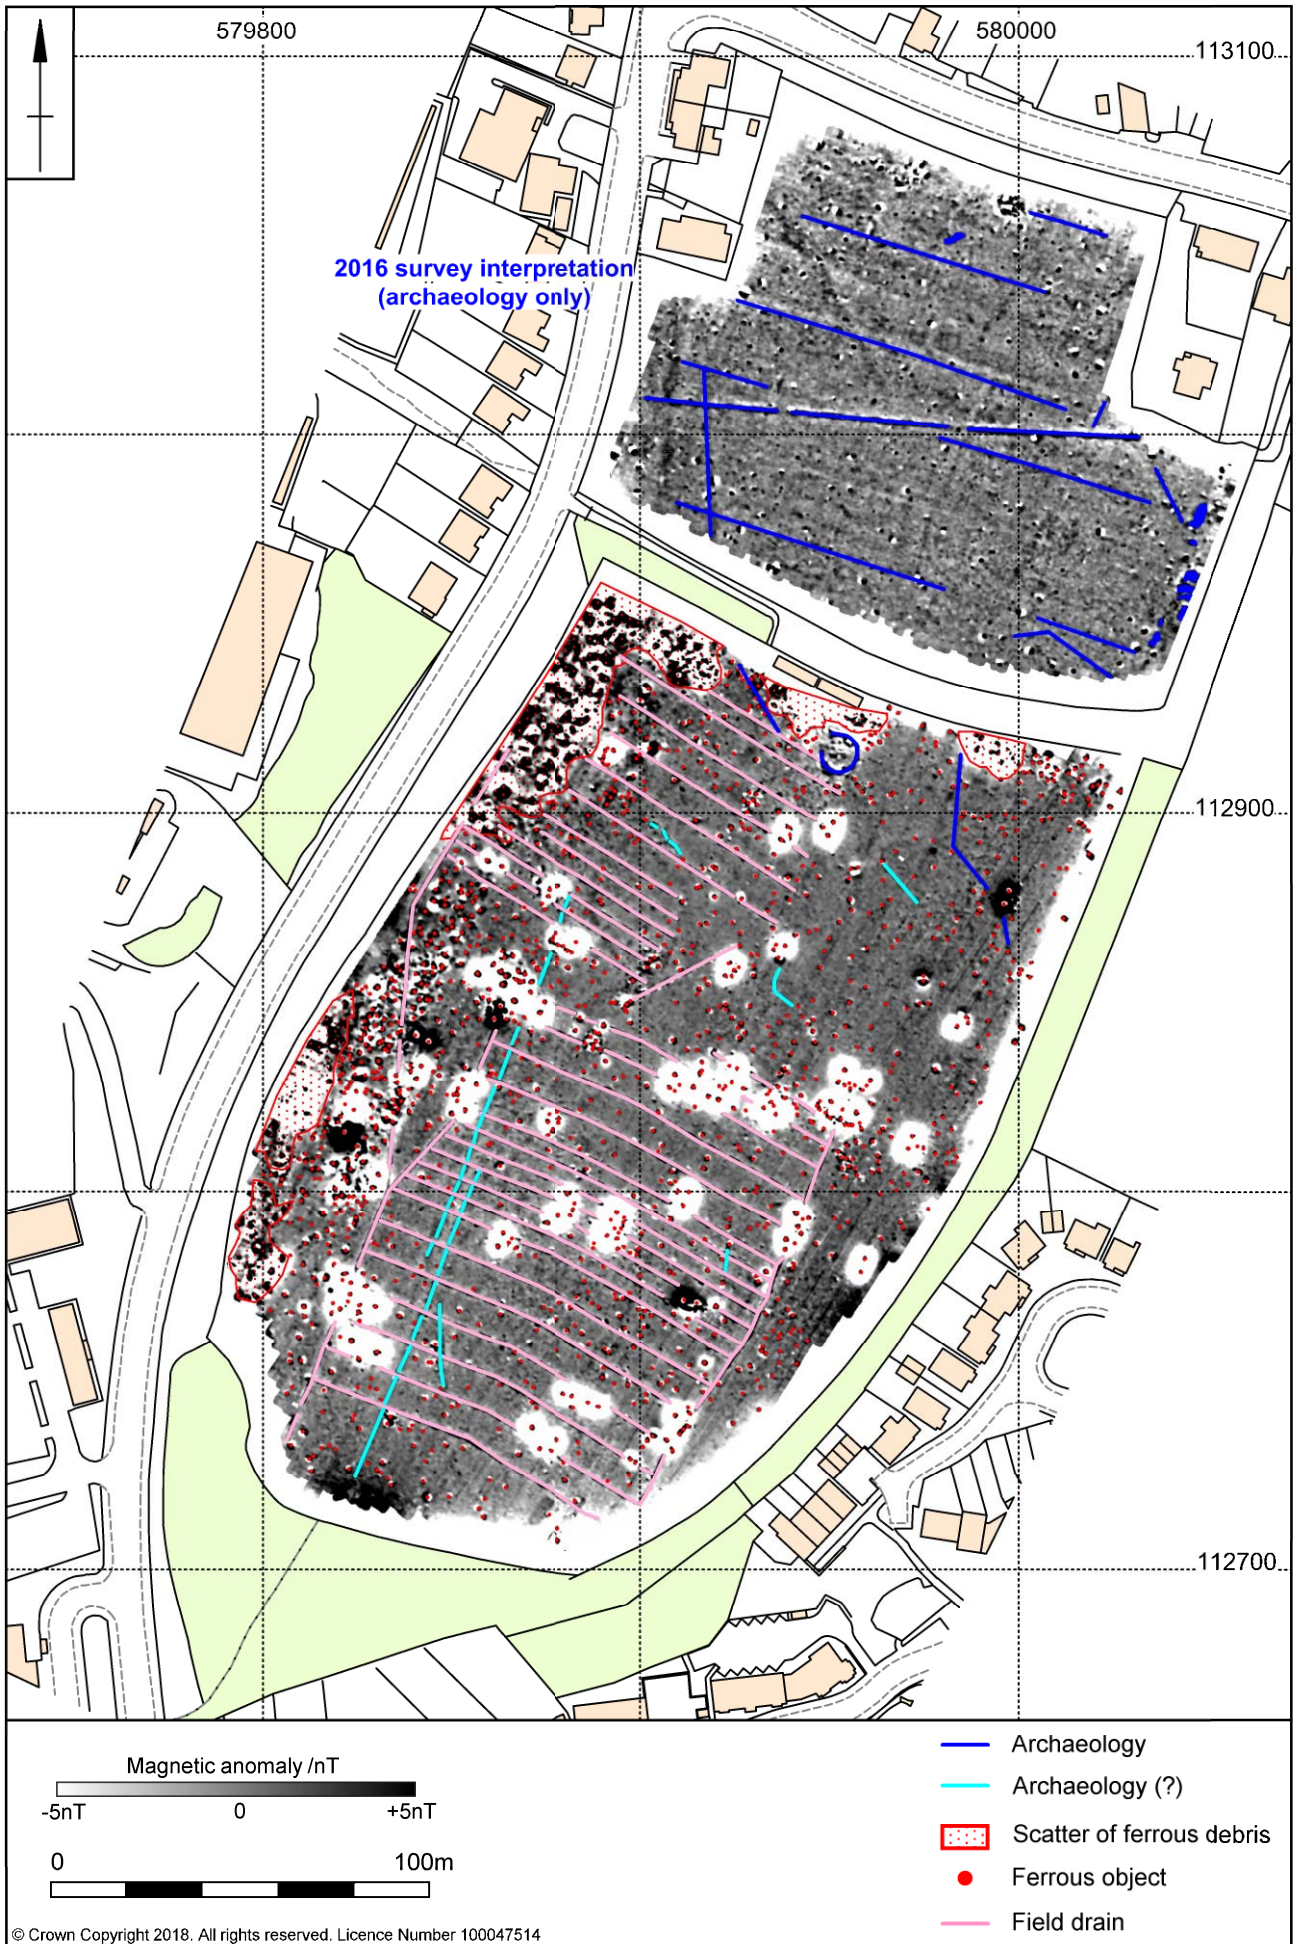 579800
580000
113100
2016 survey interpretation
(archaeology only)
112900
112700
Magnetic anomaly /nT
-5nT 0 +5nT
0 100m
Archaeology
Archaeology (?)
Scatter of ferrous debris
Ferrous object
Field drain
© Crown Copyright 2018. All rights reserved. Licence Number 100047514